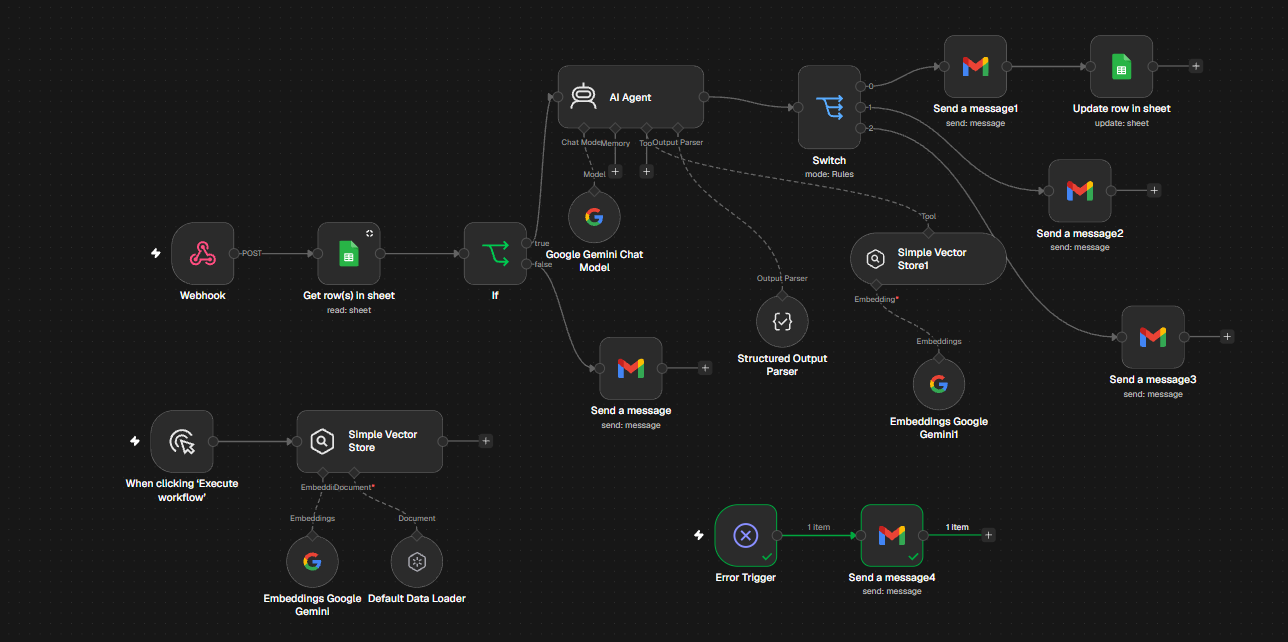 Send a message1
send: message
Update row in sheet
update: sheet
AI Agent
Chat Mode
Memory
Too
Output Parser
0
1
2
Switch
mode: Rules
Model
Google Gemini Chat
Model
Send a message2
send: message
POST
Webhook
Get row(s) in sheet
read: sheet
true
false
If
Tool
Simple Vector
Store1
Embedding*
Output Parser
Structured Output
Parser
Embeddings
Embeddings Google
Gemini1
Send a message3
send: message
Send a message
send: message
When clicking ‘Execute
workflow’
Simple Vector
Store
Embeddi
Document*
Embeddings
Document
Embeddings Google
Gemini
Default Data Loader
1 item
1 item
Error Trigger
Send a message4
send: message